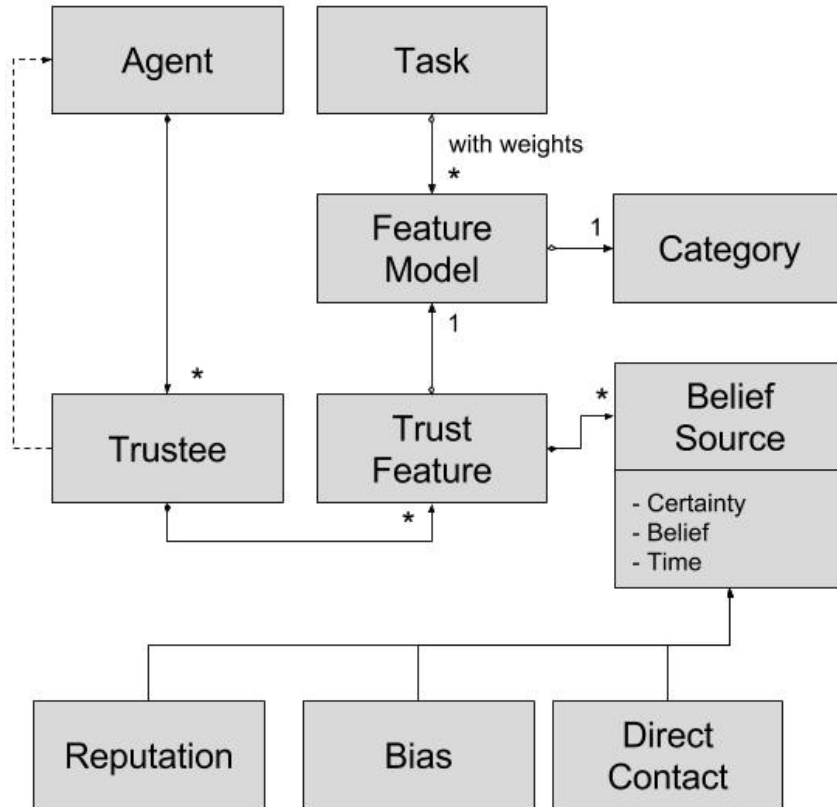 Agent
Task
with weights
*
Feature
Model
1
Category
1
*
Trustee
Trust
Feature
*
*
Belief
Source
- Certainty
- Belief
- Time
Reputation
Bias
Direct
Contact